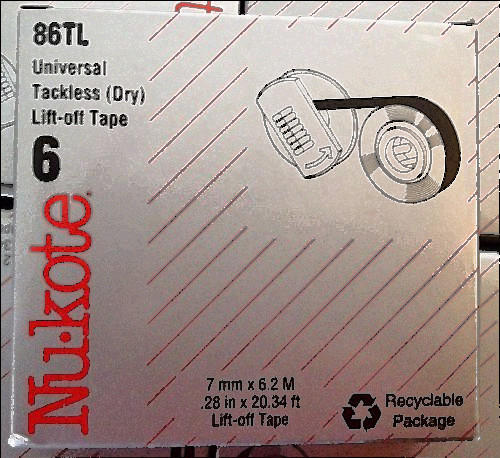 86TL
Universal
Tackless (Dry)
Lift-off Tape
6
Nu·kote®
7 mm x 6.2 M
.28 in x 20.34 ft
Lift-off Tape
Recyclable
Package